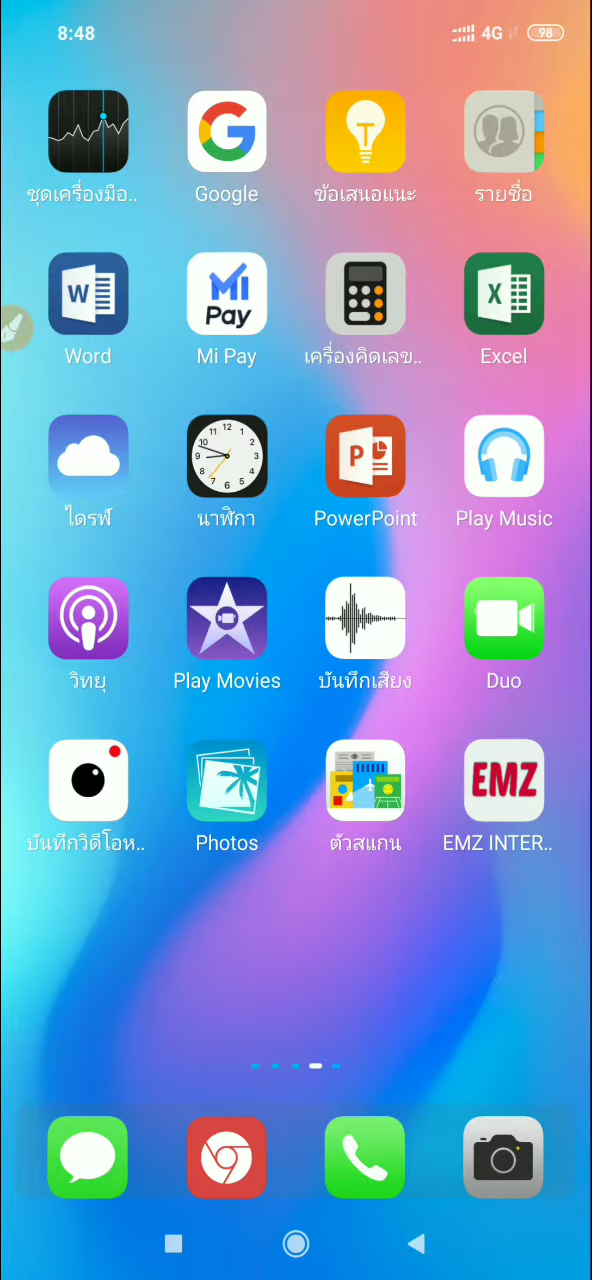 8:48
4G
98
ชุดเครื่องมือ..
Google
ข้อเสนอแนะ
รายชื่อ
Word
Mi Pay
เครื่องคิดเลข..
Excel
ไดรฟ์
นาฬิกา
PowerPoint
Play Music
วิทยุ
Play Movies
บันทึกเสียง
Duo
บันทึกวิดีโอห..
Photos
ตัวสแกน
EMZ
EMZ INTER..